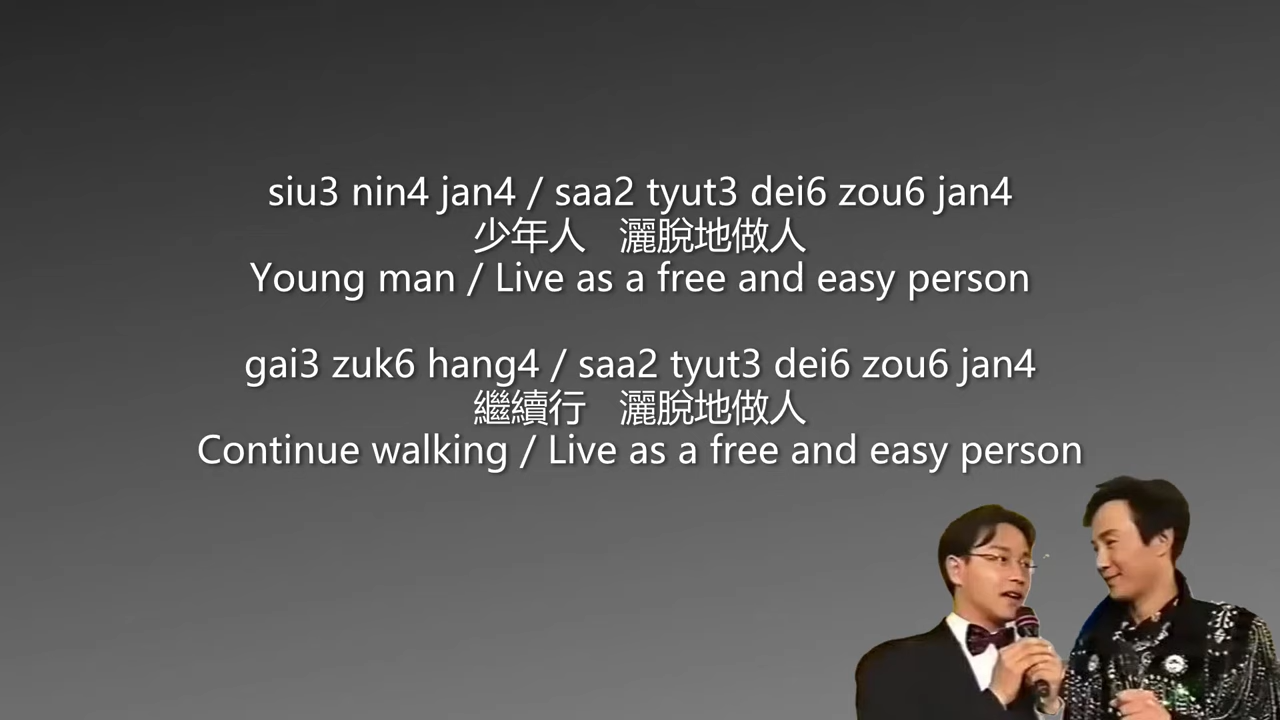 siu3 nin4 jan4 / saa2 tyut3 dei6 zou6 jan4
少年人　灑脫地做人
Young man / Live as a free and easy person
gai3 zuk6 hang4 / saa2 tyut3 dei6 zou6 jan4
繼續行　灑脫地做人
Continue walking / Live as a free and easy person